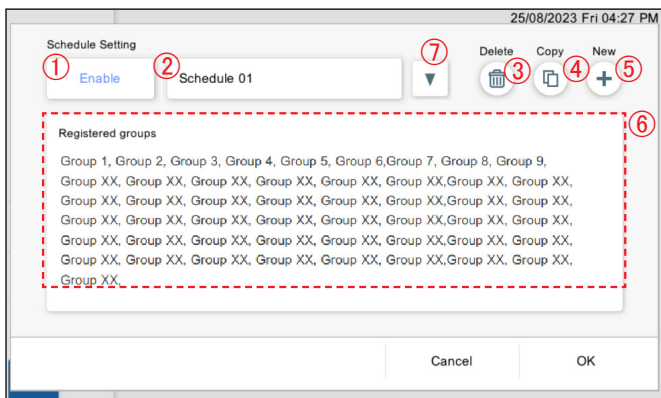 25/08/2023 Fri 04:27 PM
Schedule Setting
⑦ Delete Copy New
① Enable ② Schedule 01 ▼ ③ ④ ⑤
⑥
Registered groups
Group 1, Group 2, Group 3, Group 4, Group 5, Group 6,Group 7, Group 8, Group 9,
Group XX, Group XX, Group XX, Group XX, Group XX, Group XX,Group XX, Group XX,
Group XX, Group XX, Group XX, Group XX, Group XX, Group XX,Group XX, Group XX,
Group XX, Group XX, Group XX, Group XX, Group XX, Group XX,Group XX, Group XX,
Group XX, Group XX, Group XX, Group XX, Group XX, Group XX,Group XX, Group XX,
Group XX, Group XX, Group XX, Group XX, Group XX, Group XX,Group XX, Group XX,
Group XX,
Cancel OK